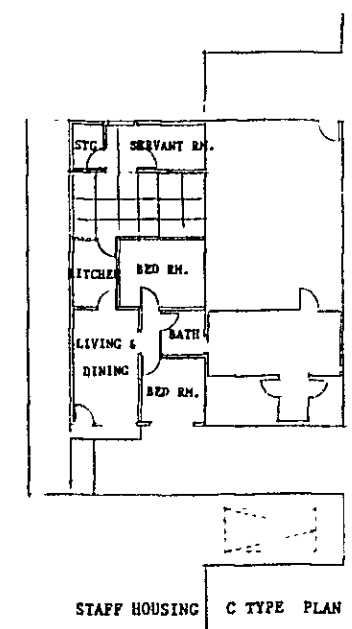 STG. SERVANT RM.
KITCHEN BED RM.
LIVING & BATH
DINING
BED RM.
STAFF HOUSING C TYPE PLAN